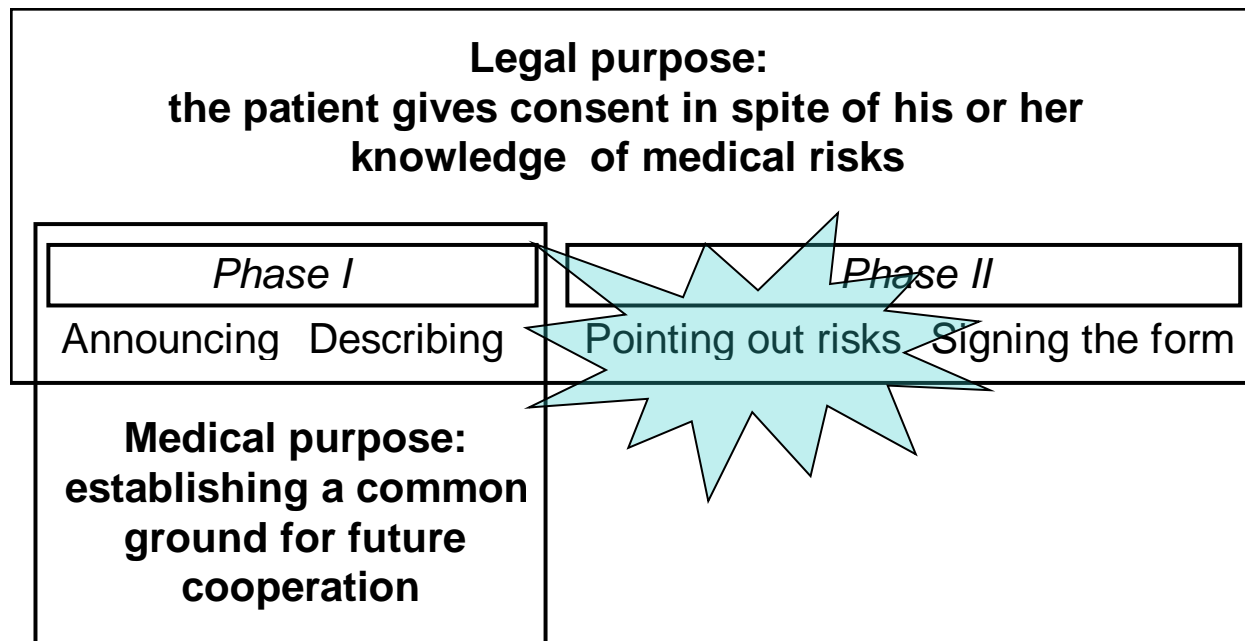 Legal purpose:
the patient gives consent in spite of his or her
knowledge of medical risks
Phase I
Phase II
Announcing Describing
Pointing out risks Signing the form
Medical purpose:
establishing a common
ground for future
cooperation